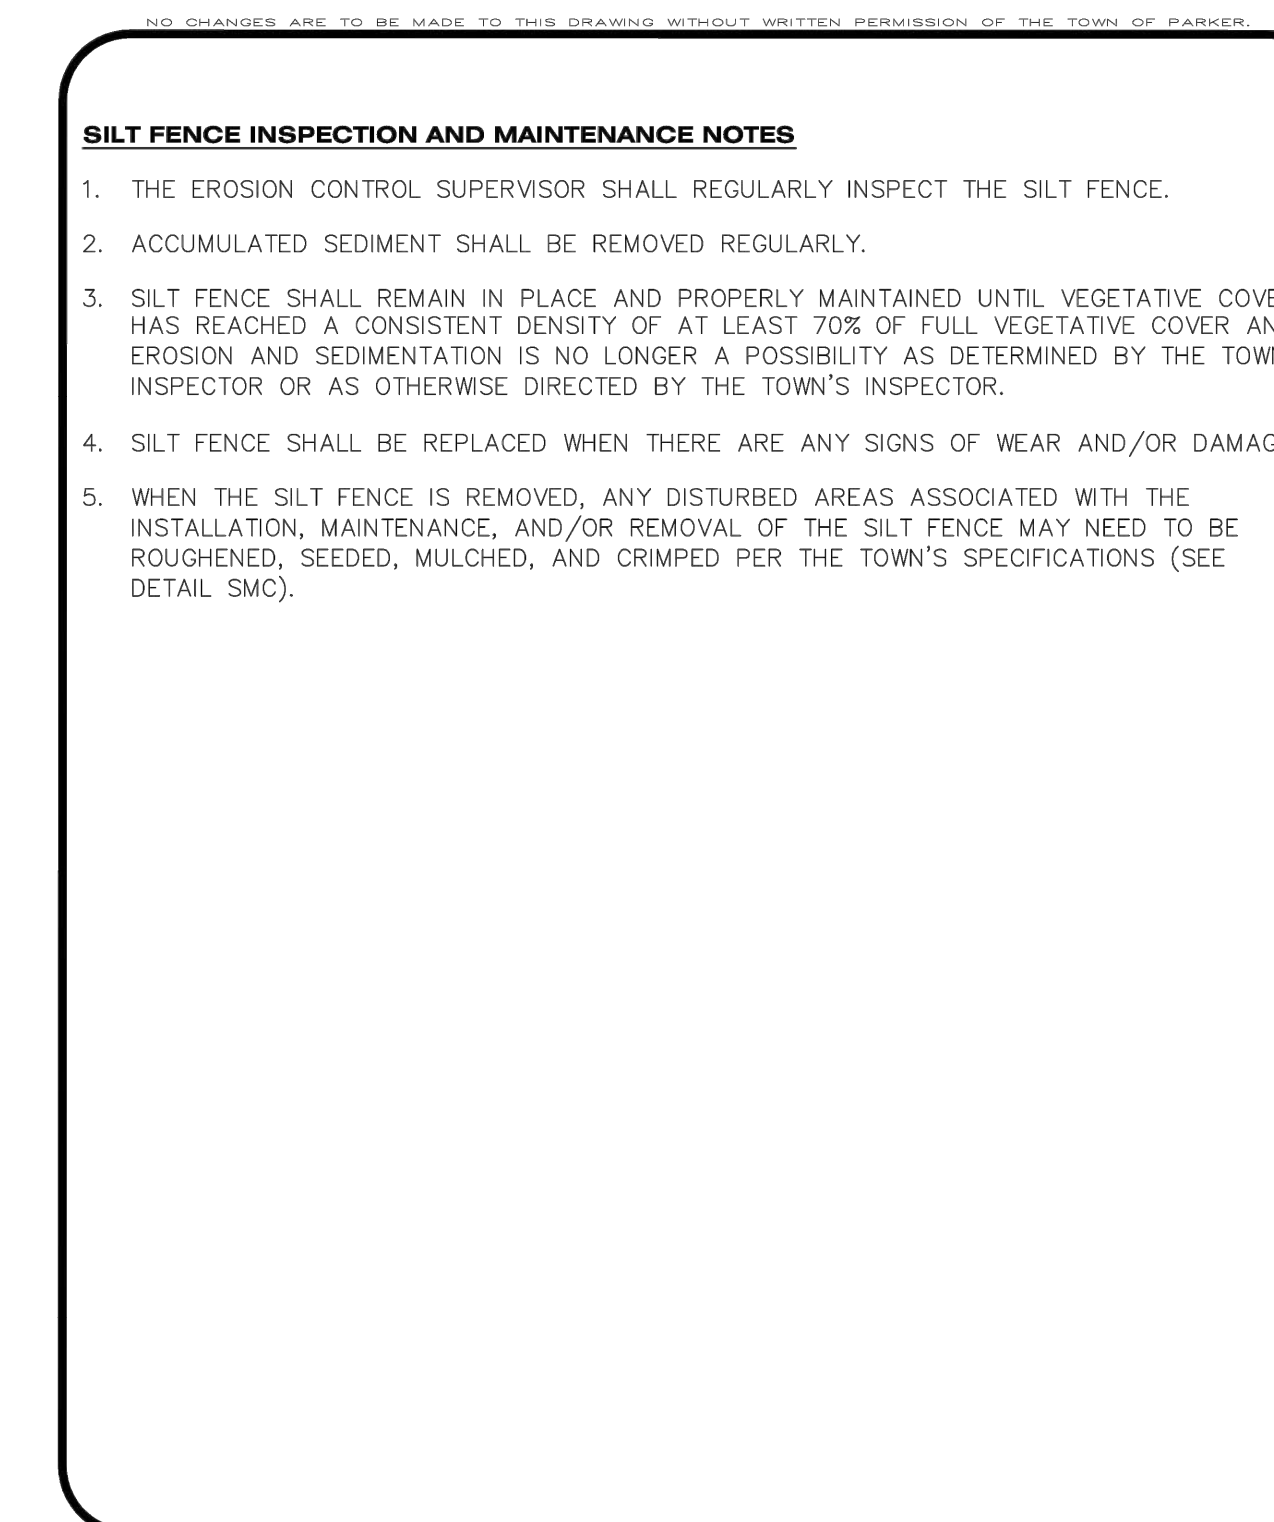 NO CHANGES ARE TO BE MADE TO THIS DRAWING WITHOUT WRITTEN PERMISSION OF THE TOWN OF PARKER.
SILT FENCE INSPECTION AND MAINTENANCE NOTES
1. THE EROSION CONTROL SUPERVISOR SHALL REGULARLY INSPECT THE SILT FENCE.
2. ACCUMULATED SEDIMENT SHALL BE REMOVED REGULARLY.
3. SILT FENCE SHALL REMAIN IN PLACE AND PROPERLY MAINTAINED UNTIL VEGETATIVE
HAS REACHED A CONSISTENT DENSITY OF AT LEAST 70% OF FULL VEGETATIVE COVER
EROSION AND SEDIMENTATION IS NO LONGER A POSSIBILITY AS DETERMINED BY THE
INSPECTOR OR AS OTHERWISE DIRECTED BY THE TOWN'S INSPECTOR.
4. SILT FENCE SHALL BE REPLACED WHEN THERE ARE ANY SIGNS OF WEAR AND/OR
5. WHEN THE SILT FENCE IS REMOVED, ANY DISTURBED AREAS ASSOCIATED WITH THE
INSTALLATION, MAINTENANCE, AND/OR REMOVAL OF THE SILT FENCE MAY NEED TO BE
ROUGHENED, SEEDED, MULCHED, AND CRIMPED PER THE TOWN'S SPECIFICATIONS (SEE
DETAIL SMC).